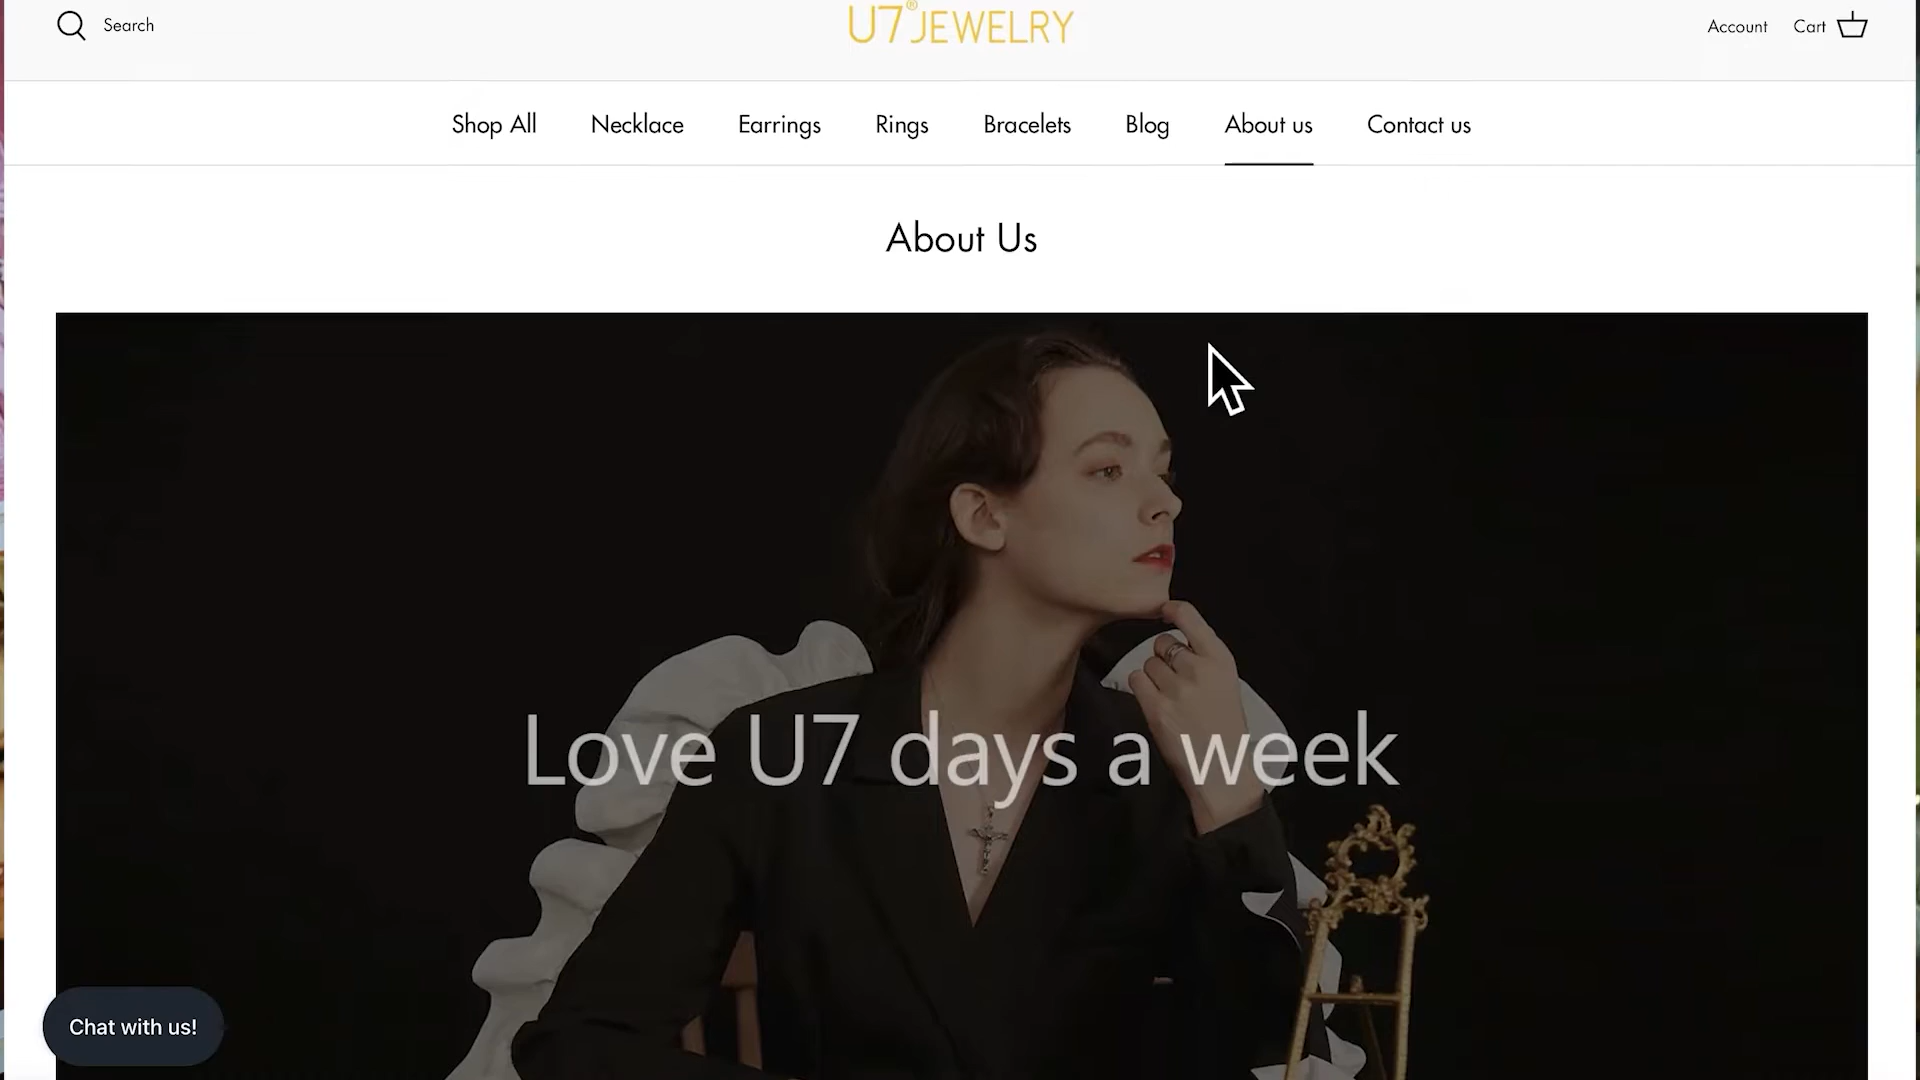 Search
U7® JEWELRY
Account Cart
Shop All Necklace Earrings Rings Bracelets Blog About us Contact us
About Us
Love U7 days a week
Chat with us!